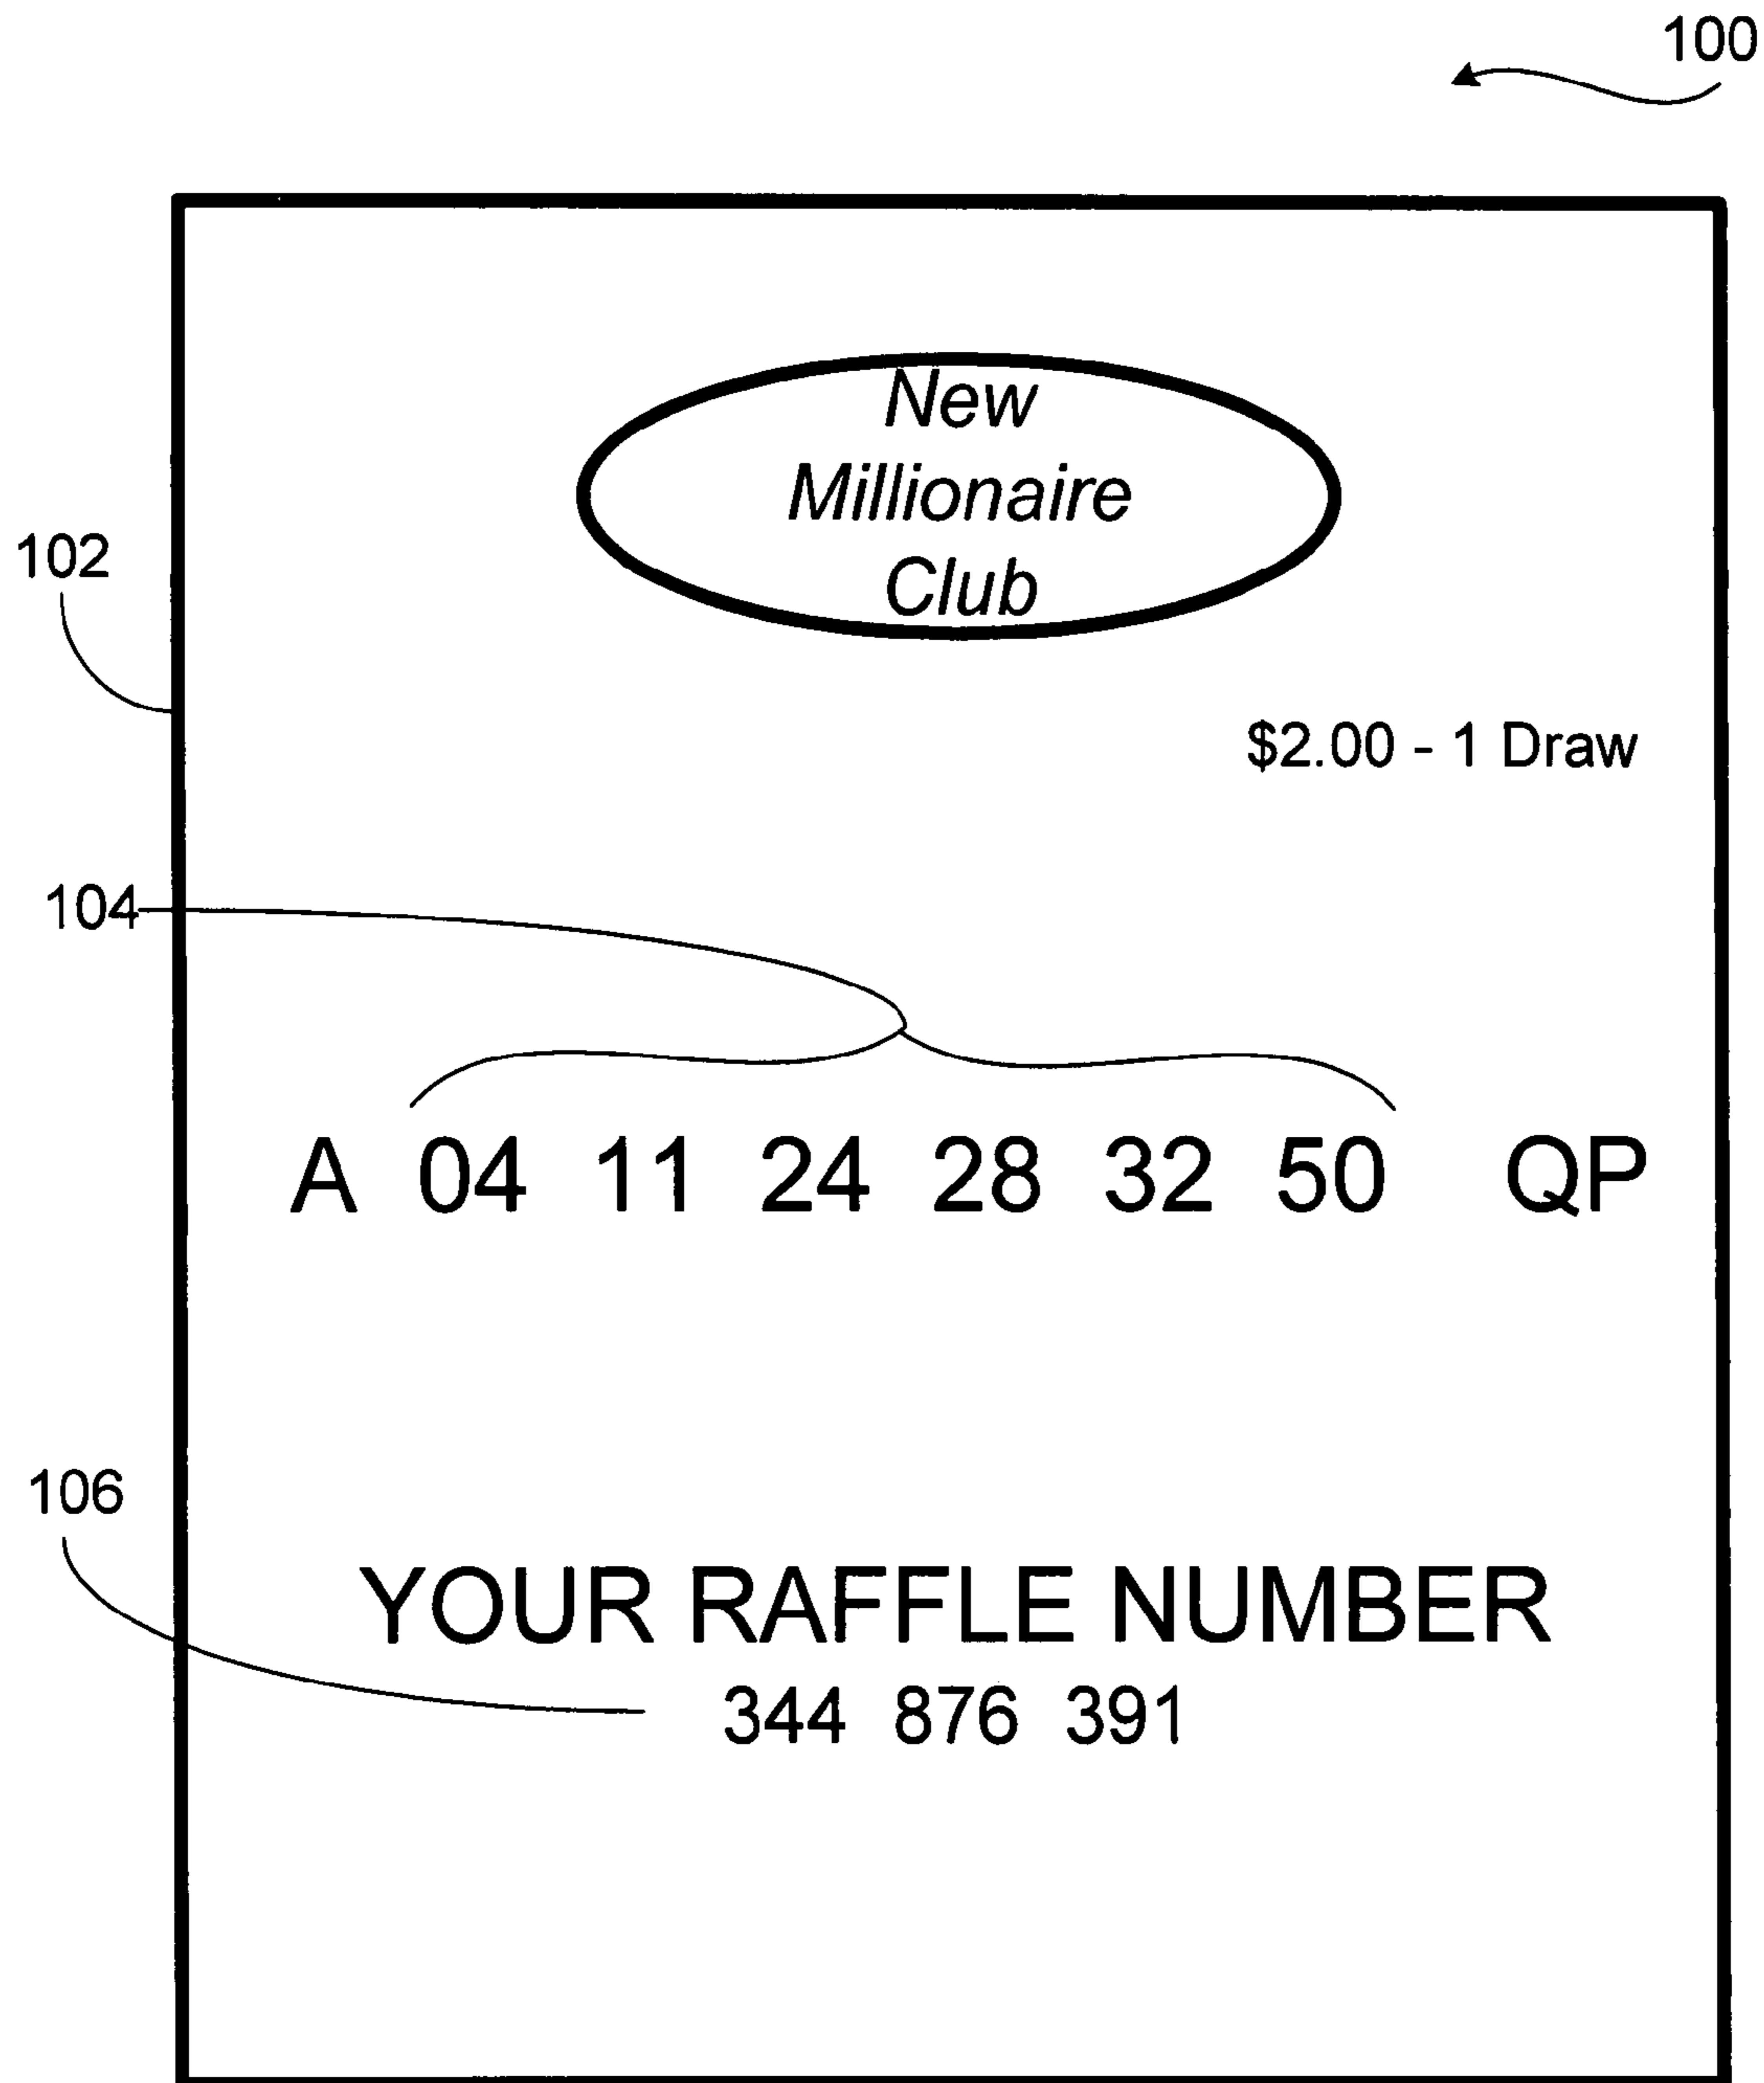 100
New
Millionaire
Club
102
$2.00 - 1 Draw
104
A 04 11 24 28 32 50 QP
106
YOUR RAFFLE NUMBER
344 876 391